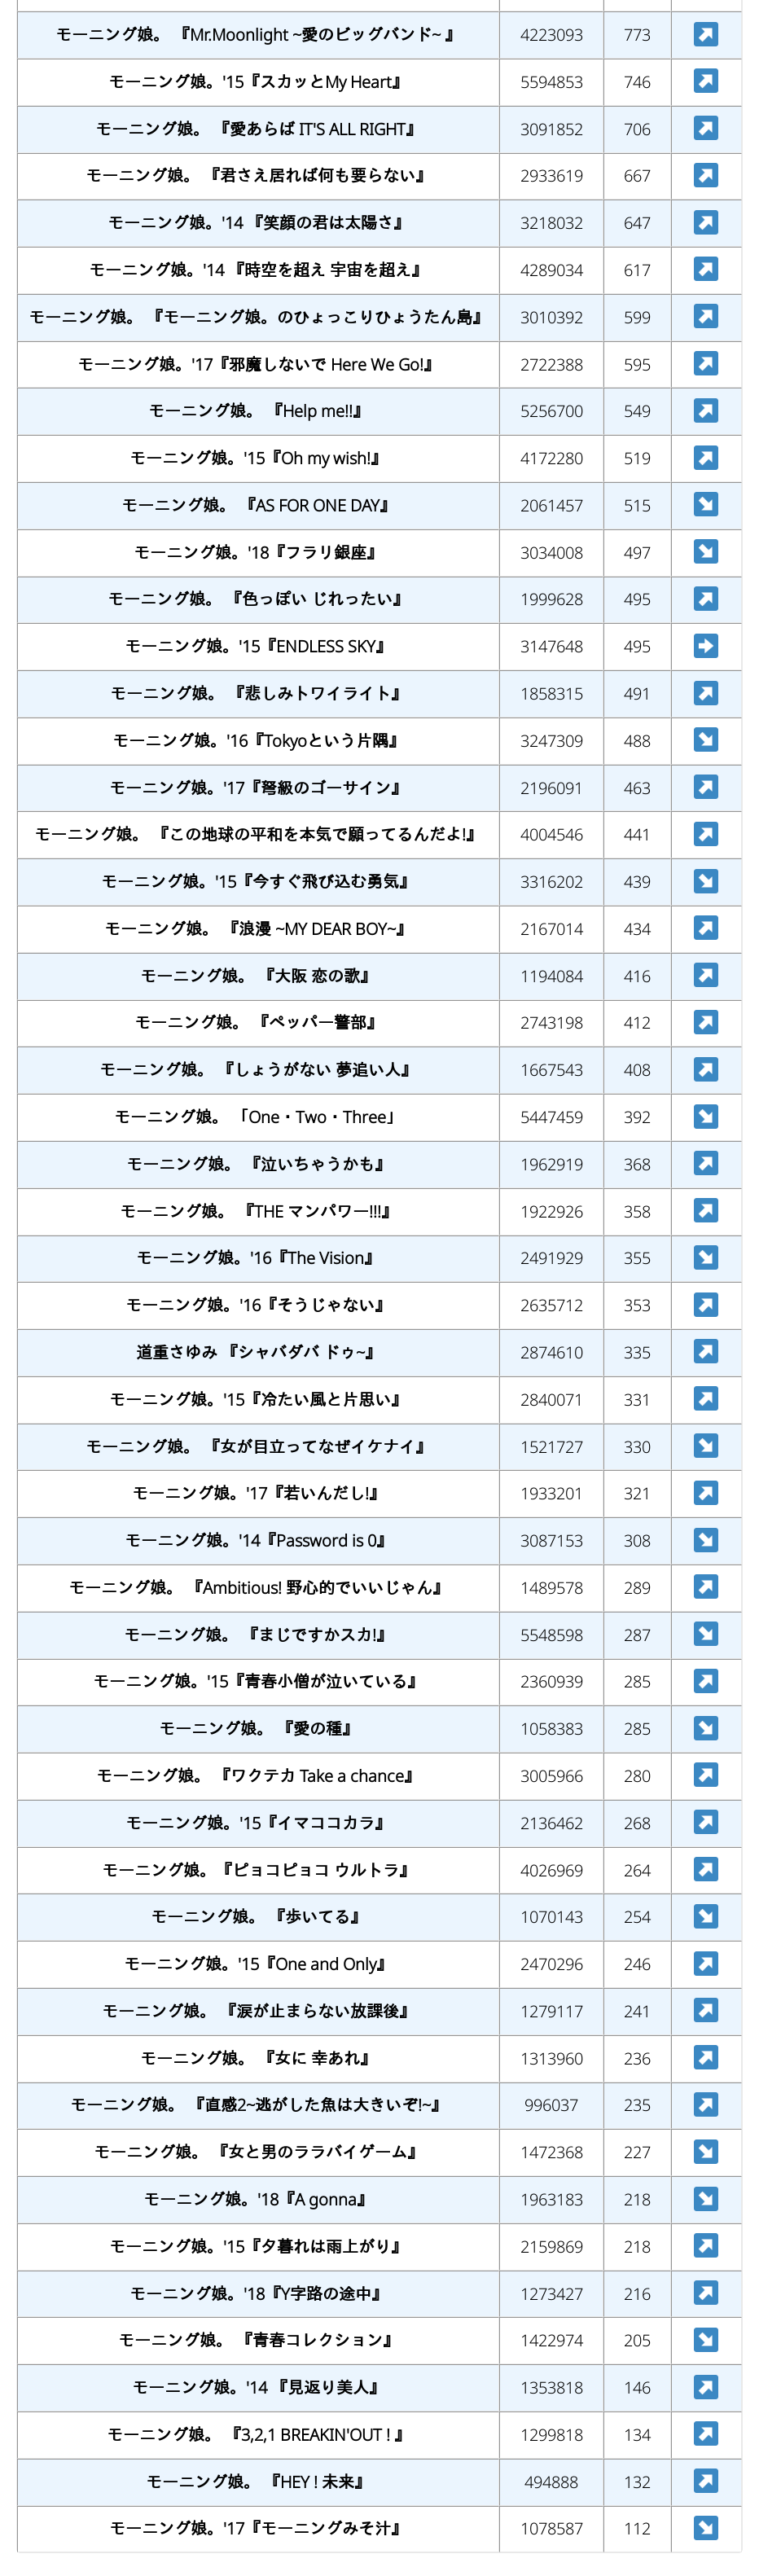 モーニング娘。 『Mr.Moonlight ~愛のビッグバンド~ 』 4223093 773 ↗
モーニング娘。'15『スカッとMy Heart』 5594853 746 ↗
モーニング娘。 『愛あらば IT'S ALL RIGHT』 3091852 706 ↗
モーニング娘。 『君さえ居れば何も要らない』 2933619 667 ↗
モーニング娘。'14 『笑顔の君は太陽さ』 3218032 647 ↗
モーニング娘。'14 『時空を超え 宇宙を超え』 4289034 617 ↗
モーニング娘。 『モーニング娘。のひょっこりひょうたん島』 3010392 599 ↗
モーニング娘。'17『邪魔しないで Here We Go!』 2722388 595 ↗
モーニング娘。 『Help me!!』 5256700 549 ↗
モーニング娘。'15『Oh my wish!』 4172280 519 ↗
モーニング娘。 『AS FOR ONE DAY』 2061457 515 ↘
モーニング娘。'18『フラリ銀座』 3034008 497 ↘
モーニング娘。 『色っぽい じれったい』 1999628 495 ↗
モーニング娘。'15『ENDLESS SKY』 3147648 495 ➡
モーニング娘。 『悲しみトワイライト』 1858315 491 ↗
モーニング娘。'16『Tokyoという片隅』 3247309 488 ↘
モーニング娘。'17『弩級のゴーサイン』 2196091 463 ↗
モーニング娘。 『この地球の平和を本気で願ってるんだよ!』 4004546 441 ↗
モーニング娘。'15『今すぐ飛び込む勇気』 3316202 439 ↘
モーニング娘。 『浪漫 ~MY DEAR BOY~』 2167014 434 ↗
モーニング娘。 『大阪 恋の歌』 1194084 416 ↗
モーニング娘。 『ペッパー警部』 2743198 412 ↗
モーニング娘。 『しょうがない 夢追い人』 1667543 408 ↗
モーニング娘。 「One・Two・Three」 5447459 392 ↘
モーニング娘。 『泣いちゃうかも』 1962919 368 ↗
モーニング娘。 『THE マンパワー!!!』 1922926 358 ↗
モーニング娘。'16『The Vision』 2491929 355 ↘
モーニング娘。'16『そうじゃない』 2635712 353 ↗
道重さゆみ 『シャバダバ ドゥ~』 2874610 335 ↗
モーニング娘。'15『冷たい風と片思い』 2840071 331 ↗
モーニング娘。 『女が目立ってなぜイケナイ』 1521727 330 ↘
モーニング娘。'17『若いんだし!』 1933201 321 ↗
モーニング娘。'14『Password is 0』 3087153 308 ↘
モーニング娘。 『Ambitious! 野心的でいいじゃん』 1489578 289 ↗
モーニング娘。 『まじですかスカ!』 5548598 287 ↘
モーニング娘。'15『青春小僧が泣いている』 2360939 285 ↗
モーニング娘。 『愛の種』 1058383 285 ↘
モーニング娘。 『ワクテカ Take a chance』 3005966 280 ↗
モーニング娘。'15『イマココカラ』 2136462 268 ↗
モーニング娘。『ピョコピョコ ウルトラ』 4026969 264 ↗
モーニング娘。 『歩いてる』 1070143 254 ↘
モーニング娘。'15『One and Only』 2470296 246 ↗
モーニング娘。 『涙が止まらない放課後』 1279117 241 ↗
モーニング娘。 『女に 幸あれ』 1313960 236 ↗
モーニング娘。 『直感2~逃がした魚は大きいぞ!~』 996037 235 ↗
モーニング娘。 『女と男のララバイゲーム』 1472368 227 ↘
モーニング娘。'18『A gonna』 1963183 218 ↘
モーニング娘。'15『夕暮れは雨上がり』 2159869 218 ↗
モーニング娘。'18『Y字路の途中』 1273427 216 ↗
モーニング娘。 『青春コレクション』 1422974 205 ↘
モーニング娘。'14 『見返り美人』 1353818 146 ↗
モーニング娘。 『3,2,1 BREAKIN'OUT ! 』 1299818 134 ↗
モーニング娘。 『HEY ! 未来』 494888 132 ↗
モーニング娘。'17『モーニングみそ汁』 1078587 112 ↘